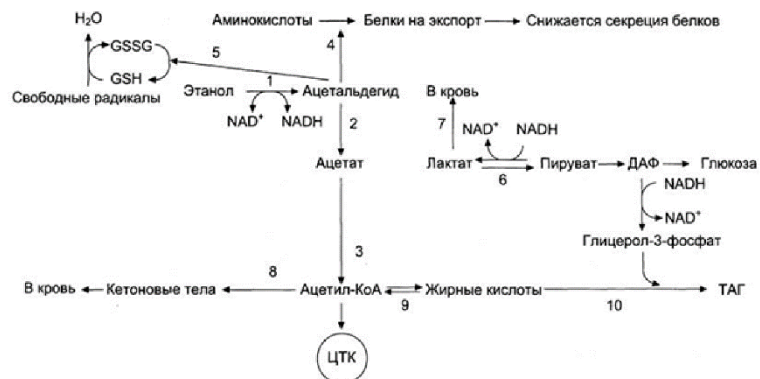 H₂O Аминокислоты Белки на экспорт Снижается секреция белков
GSSG 5 4
GSH 1
Свободные радикалы Этанол Ацетальдегид В кровь
NAD⁺ NADH 2 7 NAD⁺ NADH
Ацетат Лактат Пируват ДАФ Глюкоза
6 NADH
NAD⁺
3 Глицерол-3-фосфат
8
В кровь Кетоновые тела Ацетил-КоА Жирные кислоты ТАГ
9 10
ЦТК